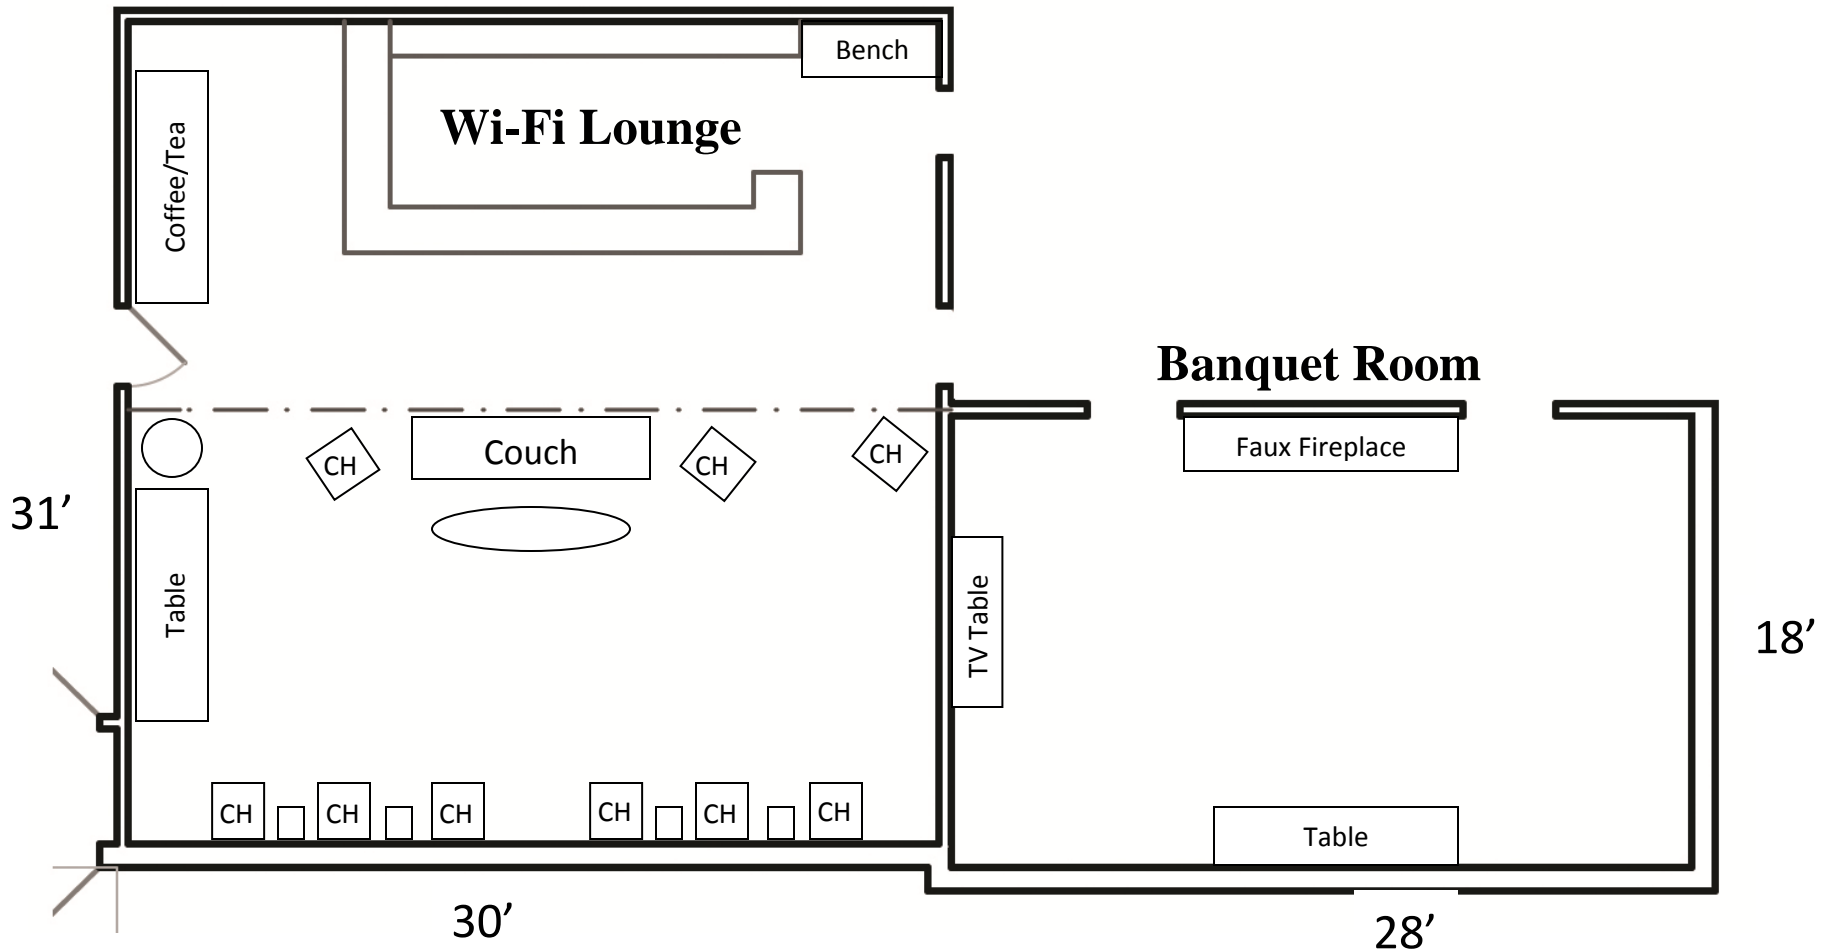 Bench
Wi-Fi Lounge
Coffee/Tea
Banquet Room
Faux Fireplace
Couch
CH
CH
CH
31’
Table
TV Table
18’
CH
CH
CH
CH
CH
CH
Table
30’
28’